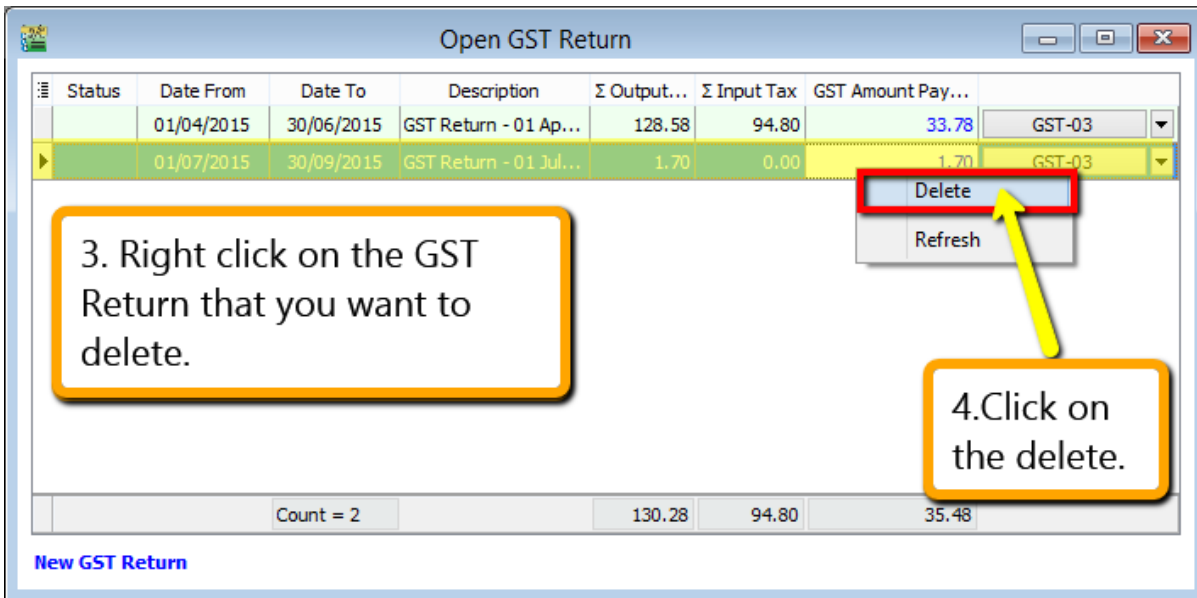 Open GST Return
Status Date From Date To Description Σ Output... Σ Input Tax GST Amount Pay...
01/04/2015 30/06/2015 GST Return - 01 Ap... 128.58 94.80 33.78 GST-03
01/07/2015 30/09/2015 GST Return - 01 Jul... 1.70 0.00 1.70 GST-03
Delete
Refresh
3. Right click on the GST
Return that you want to
delete.
4.Click on
the delete.
Count = 2 130.28 94.80 35.48
New GST Return